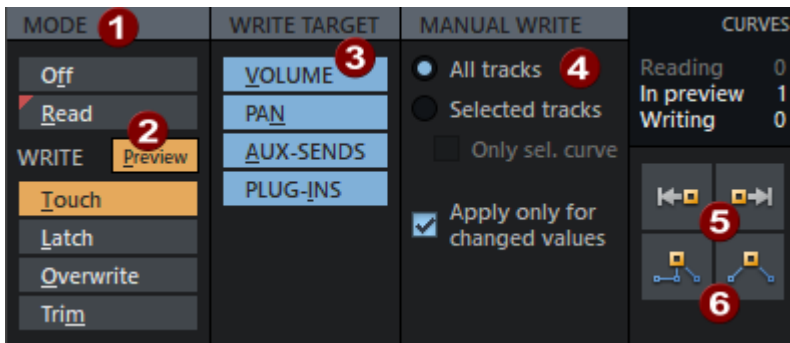 MODE 1
Off
Read
2
WRITE Preview
Touch
Latch
Overwrite
Trim
WRITE TARGET
3
VOLUME
PAN
AUX-SENDS
PLUG-INS
MANUAL WRITE
All tracks 4
Selected tracks
Only sel. curve
Apply only for
changed values
CURVES
Reading 0
In preview 1
Writing 0
5
6